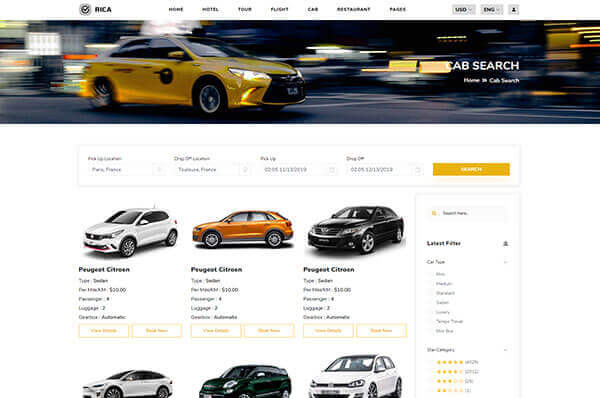 RICA
HOME HOTEL TOUR FLIGHT CAB RESTAURANT PAGES
USD ENG
CAB SEARCH
Home » Cab Search
Pick Up Location Drop Off Location Pick Up Drop Off
Paris, France Toulouse, France 02:05 11/13/2019 02:05 12/13/2019 SEARCH
Search here..
Latest Filter
Peugeot Citroen Peugeot Citroen Peugeot Citroen
Type : Sedan Type : Sedan Type : Sedan
Per Mile/KM : $10.00 Per Mile/KM : $10.00 Per Mile/KM : $10.00
Passenger : 4 Passenger : 4 Passenger : 4
Luggage : 2 Luggage : 2 Luggage : 2
Gearbox : Automatic Gearbox : Automatic Gearbox : Automatic
View Details Book Now View Details Book Now View Details Book Now
Car Type
Mini
Medium
Standard
Sedan
Luxury
Tempo Travel
Mini Bus
Star Category